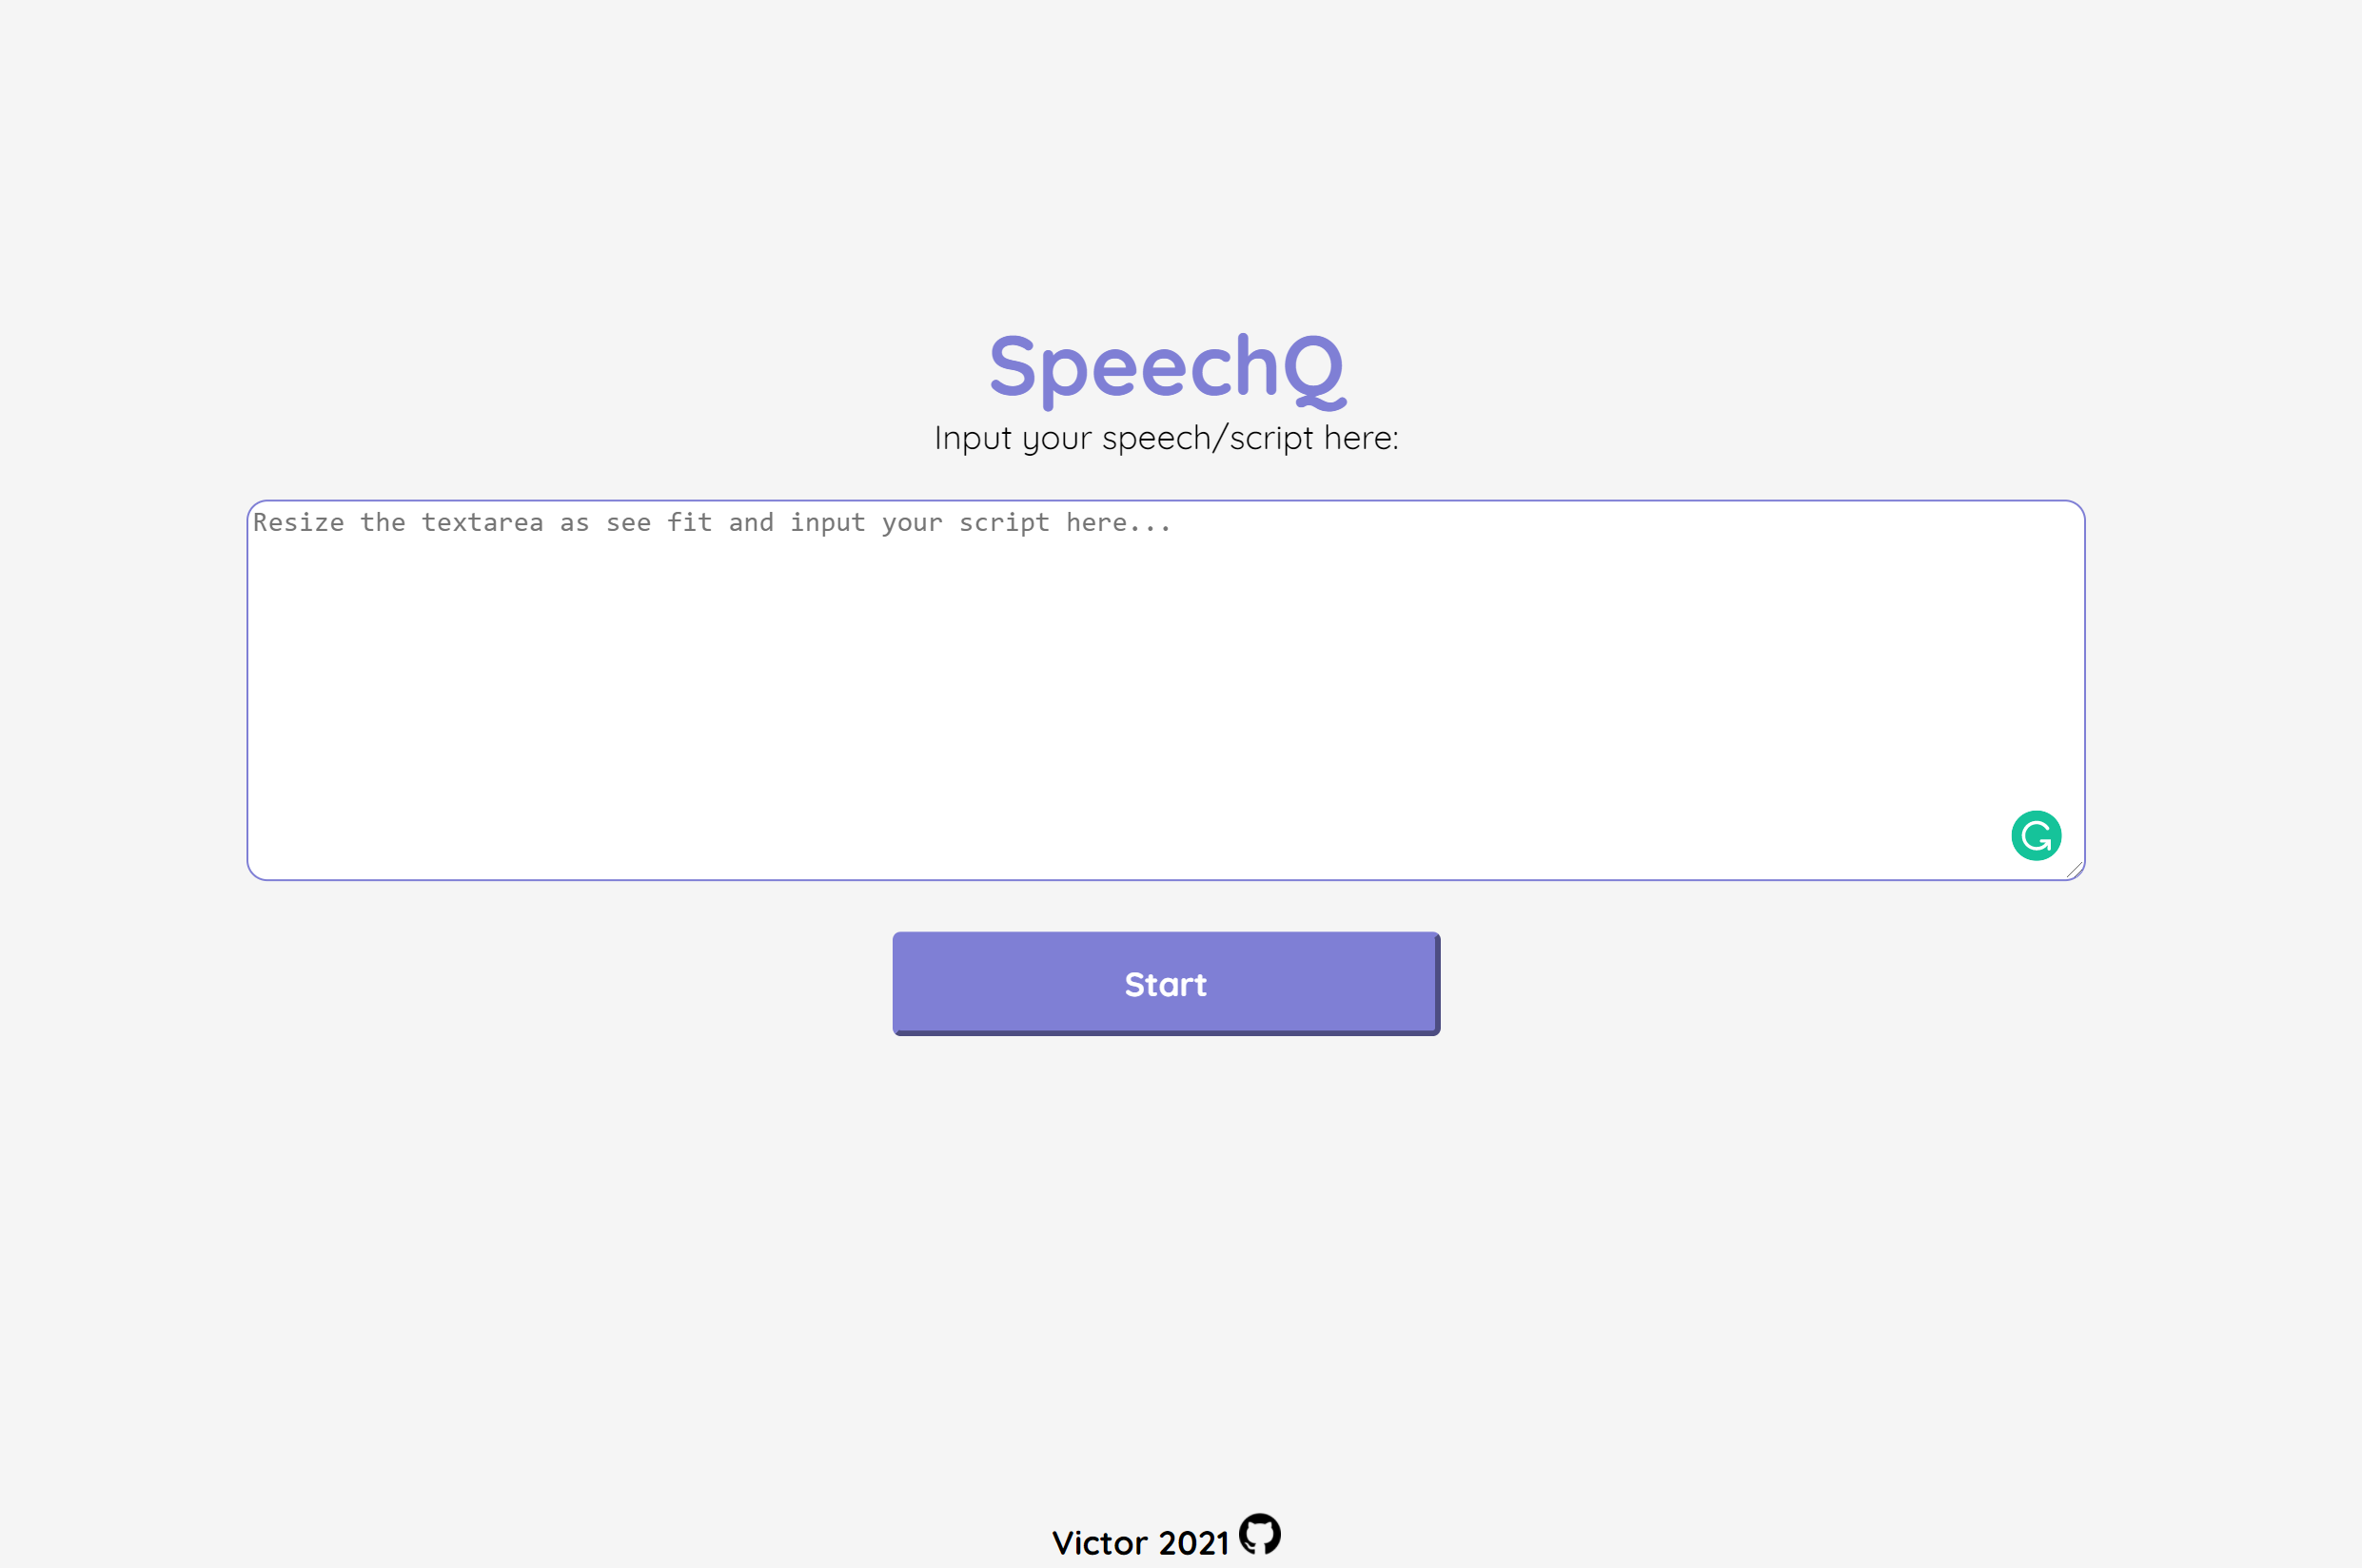 SpeechQ
Input your speech/script here:
Resize the textarea as see fit and input your script here...
Start
Victor 2021